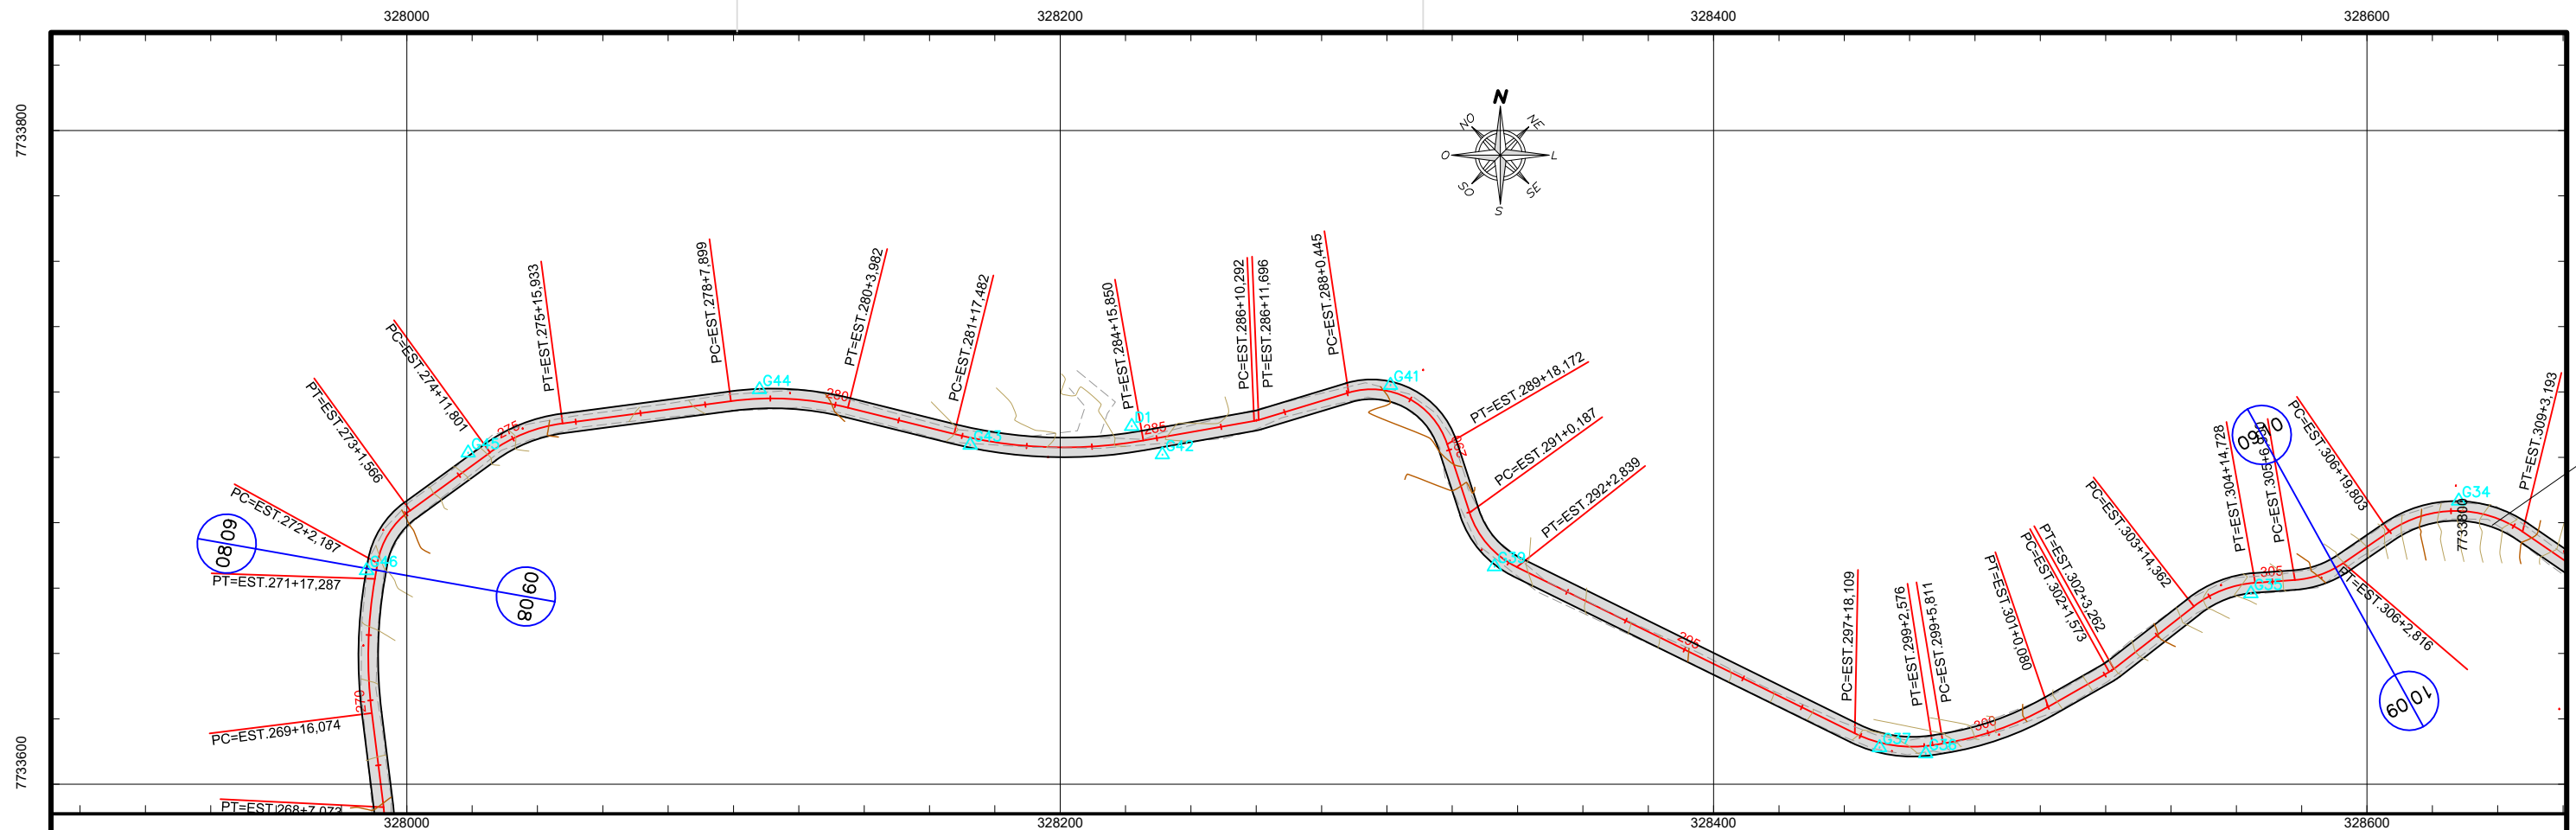 328000
328200
328400
328600
7733800
N
NO
NE
O
L
SO
SE
S
PC=EST.278+7,899
PT=EST.280+3,982
PC=EST.288+0,445
PT=EST.275+15,933
PC=EST.281+17,482
PT=EST.284+15,850
PC=EST.286+10,292
PT=EST.286+11,696
PC=EST.274+11,801
PT=EST.273+1,566
PT=EST.289+18,172
G44
G41
280
D1
285
G42
G43
275
G45
290
PC=EST.291+0,187
PT=EST.292+2,839
PC=EST.306+19,803
PT=EST.309+3,193
PT=EST.304+14,728
PC=EST.303+14,362
G34
7733800
PC=EST.272+2,187
08
09
G46
PT=EST.271+17,287
09
08
G39
PT=EST.302+3,262
PC=EST.302+1,573
PT=EST.301+0,080
305
G35
PT=EST.306+2,816
PC=EST.297+18,109
PT=EST.299+2,576
PC=EST.299+5,811
295
270
PC=EST.269+16,074
300
G37
G38
10
09
7733600
PT=EST.268+7,073
328000
328200
328400
328600